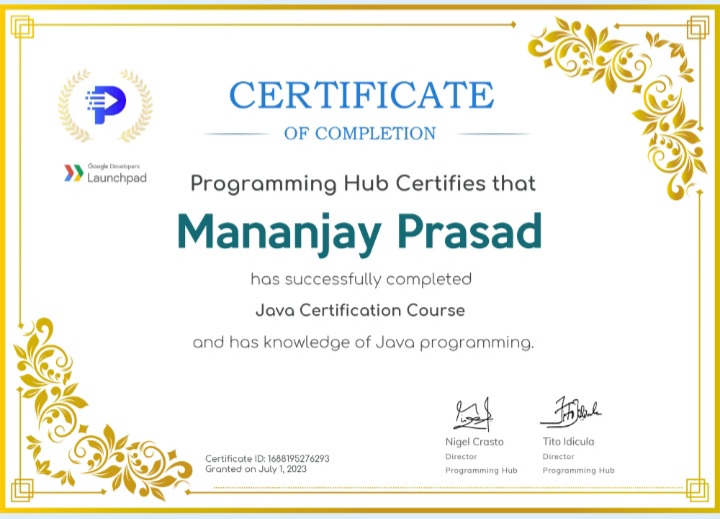 CERTIFICATE
OF COMPLETION
Google Developers
Launchpad
Programming Hub Certifies that
Mananjay Prasad
has successfully completed
Java Certification Course
and has knowledge of Java programming.
Nigel Crasto
Director
Programming Hub
Tito Idicula
Director
Programming Hub
Certificate ID: 1688195276293
Granted on July 1, 2023